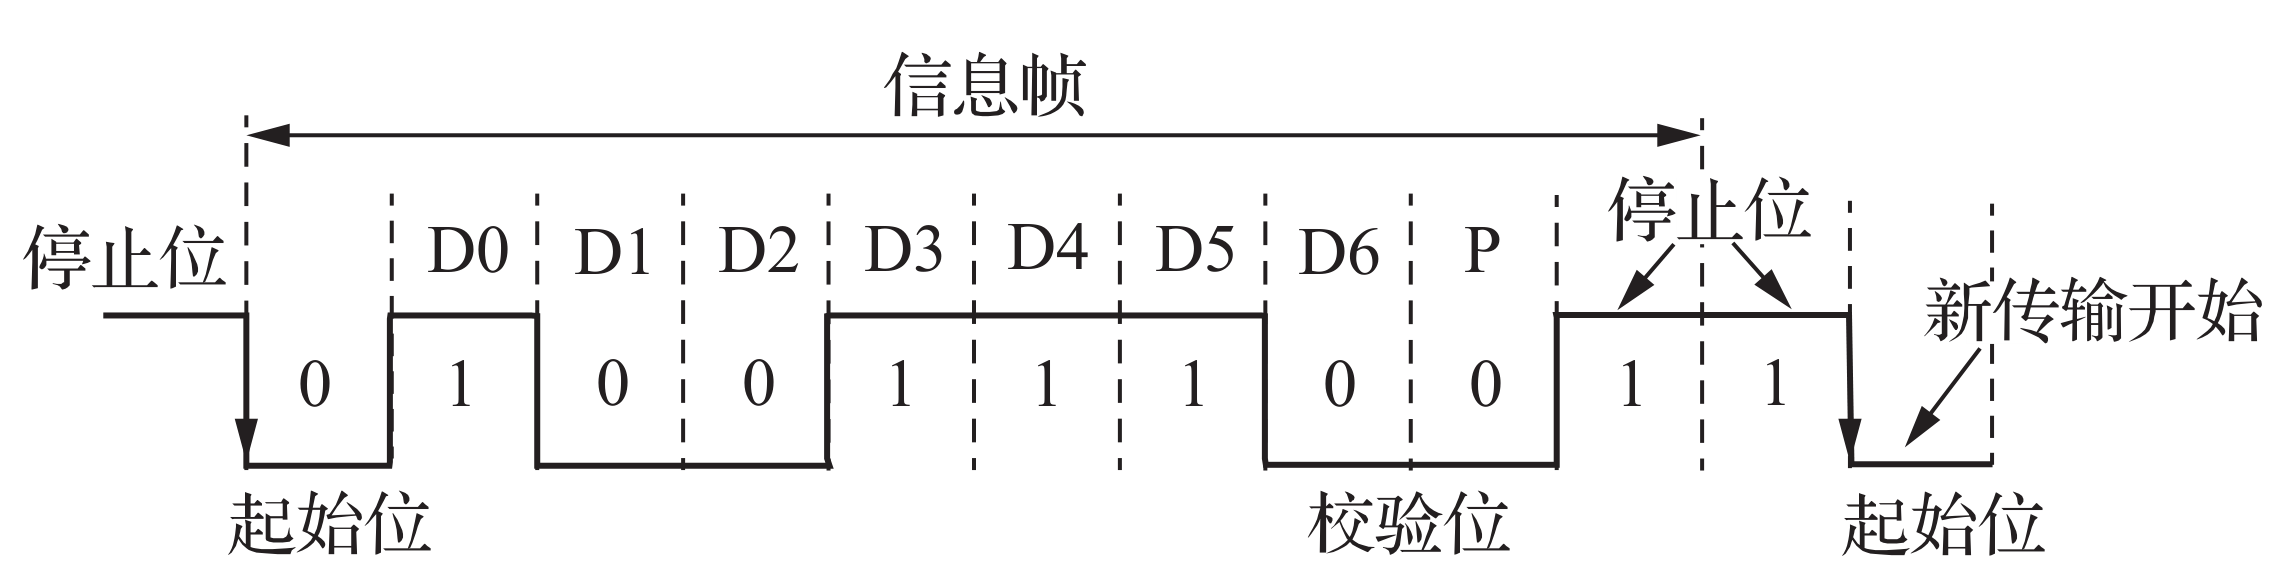 信息帧
停止位 D0 D1 D2 D3 D4 D5 D6 P 停止位
新传输开始
0 1 0 0 1 1 1 0 0 1 1
起始位 校验位 起始位